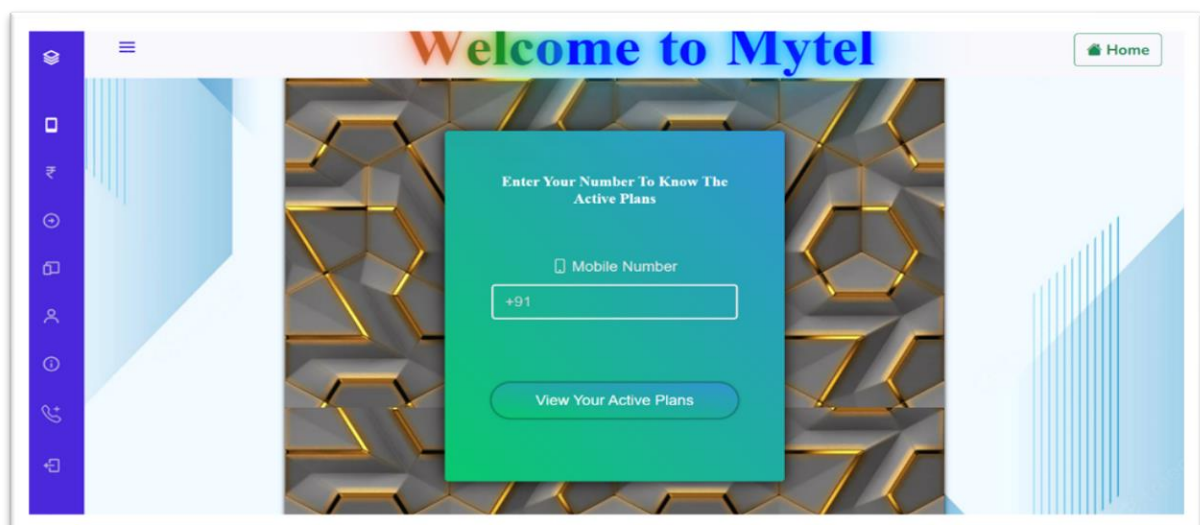 Welcome to Mytel
Home
Enter Your Number To Know The
Active Plans
Mobile Number
+91
View Your Active Plans